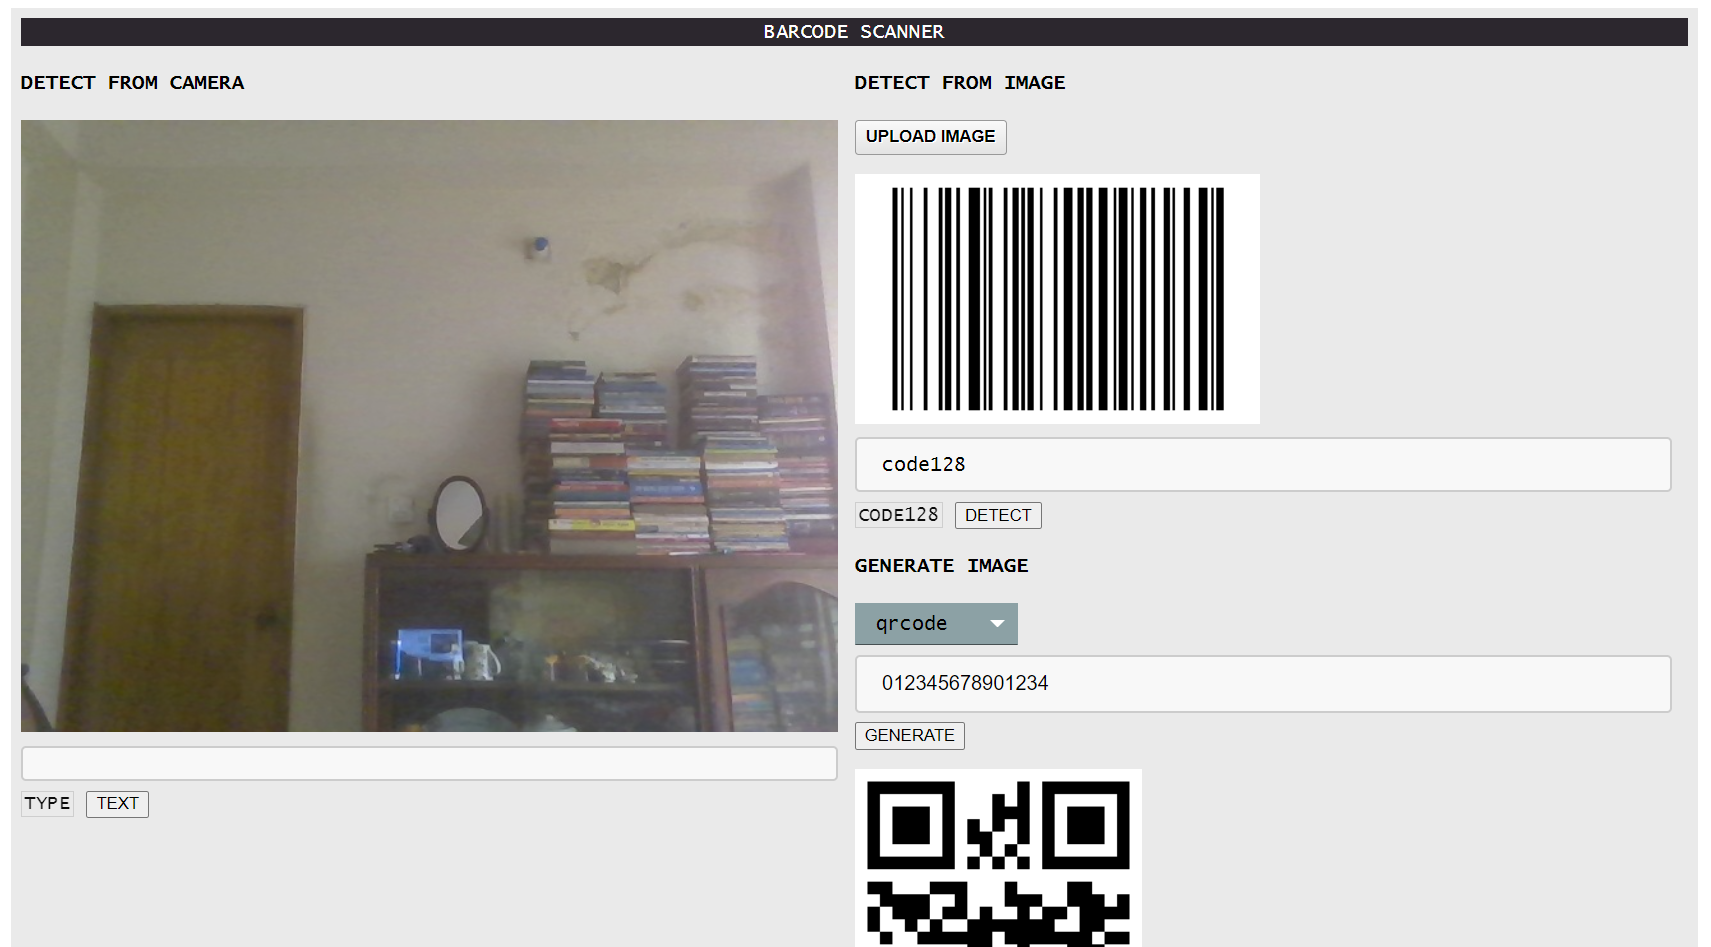 BARCODE SCANNER
DETECT FROM CAMERA
TYPE TEXT
DETECT FROM IMAGE
UPLOAD IMAGE
code128
CODE128 DETECT
GENERATE IMAGE
qrcode
012345678901234
GENERATE